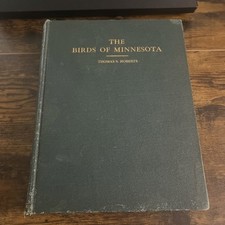 THE
BIRDS OF MINNESOTA
THOMAS S. ROBERTS